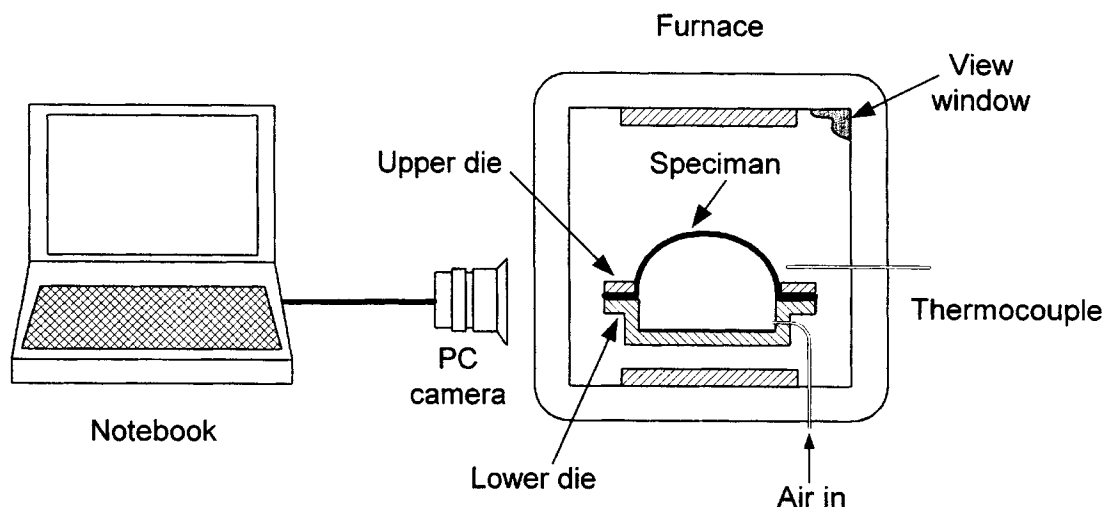 Furnace
View
window
Upper die
Speciman
Thermocouple
PC
camera
Notebook
Lower die
Air in